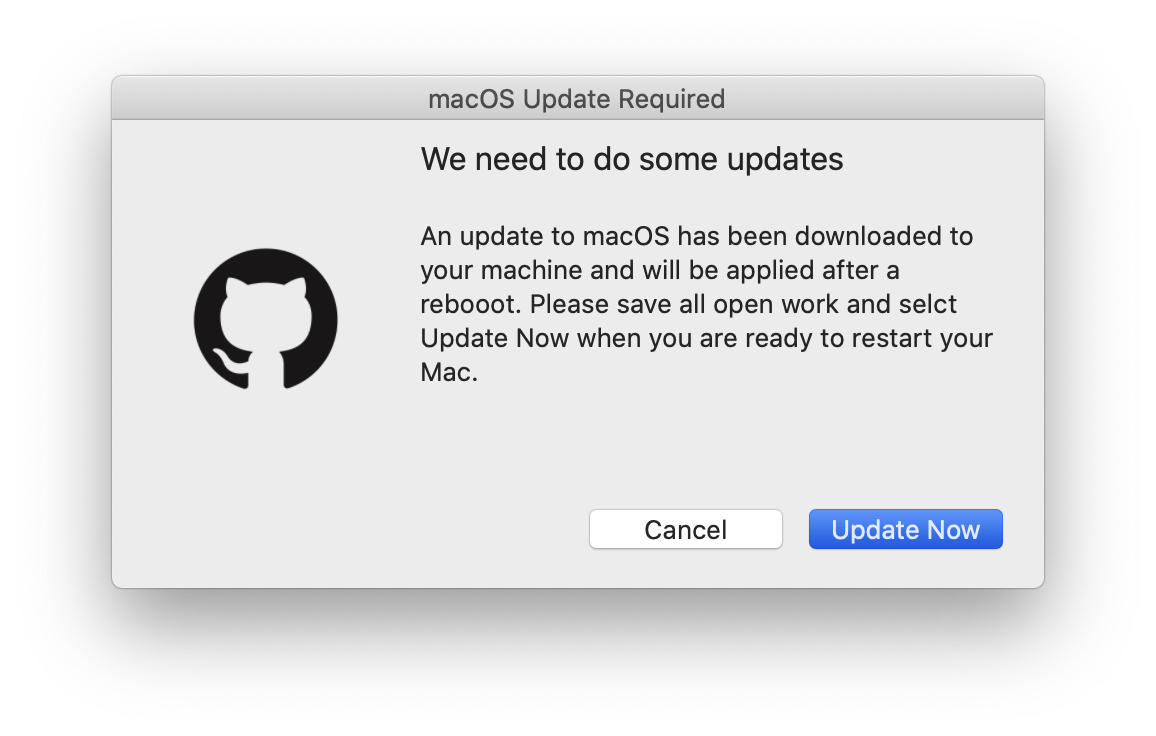 macOS Update Required
We need to do some updates
An update to macOS has been downloaded to
your machine and will be applied after a
rebooot. Please save all open work and selct
Update Now when you are ready to restart your
Mac.
Cancel
Update Now